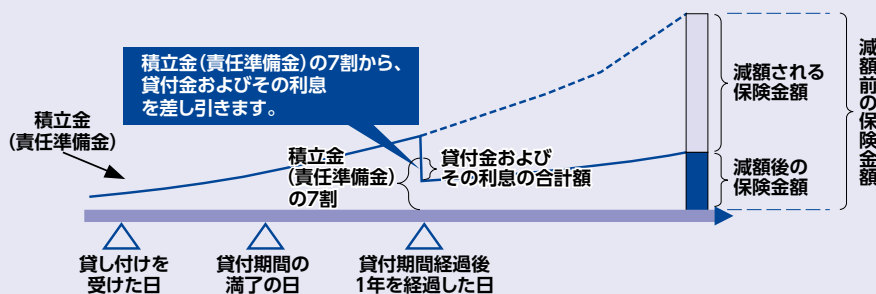 積立金(責任準備金)の7割から、
貸付金およびその利息
を差し引きます。
積立金
(責任準備金)
積立金
(責任準備金)
の7割
貸付金および
その利息の合計額
減額される
保険金額
減額後の
保険金額
減額前の保険金額
貸し付けを
受けた日
貸付期間の
満了の日
貸付期間経過後
1年を経過した日